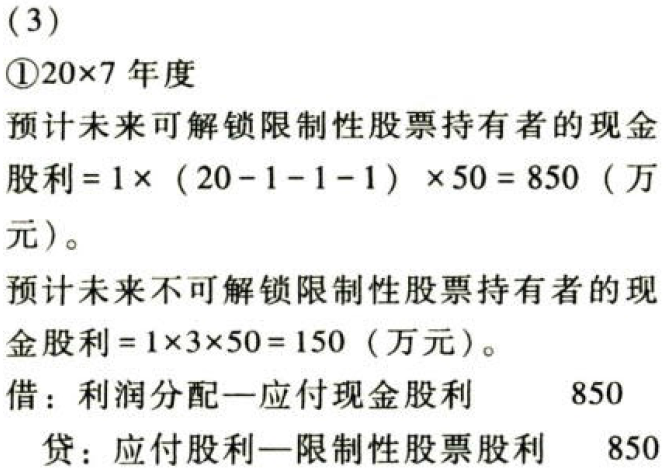 (3)
①20×7 年度
预计未来可解锁限制性股票持有者的现金
股利=1×(20-1-1-1)×50=850(万
元)。
预计未来不可解锁限制性股票持有者的现
金股利=1×3×50=150(万元)。
借：利润分配—应付现金股利 850
贷：应付股利—限制性股票股利 850